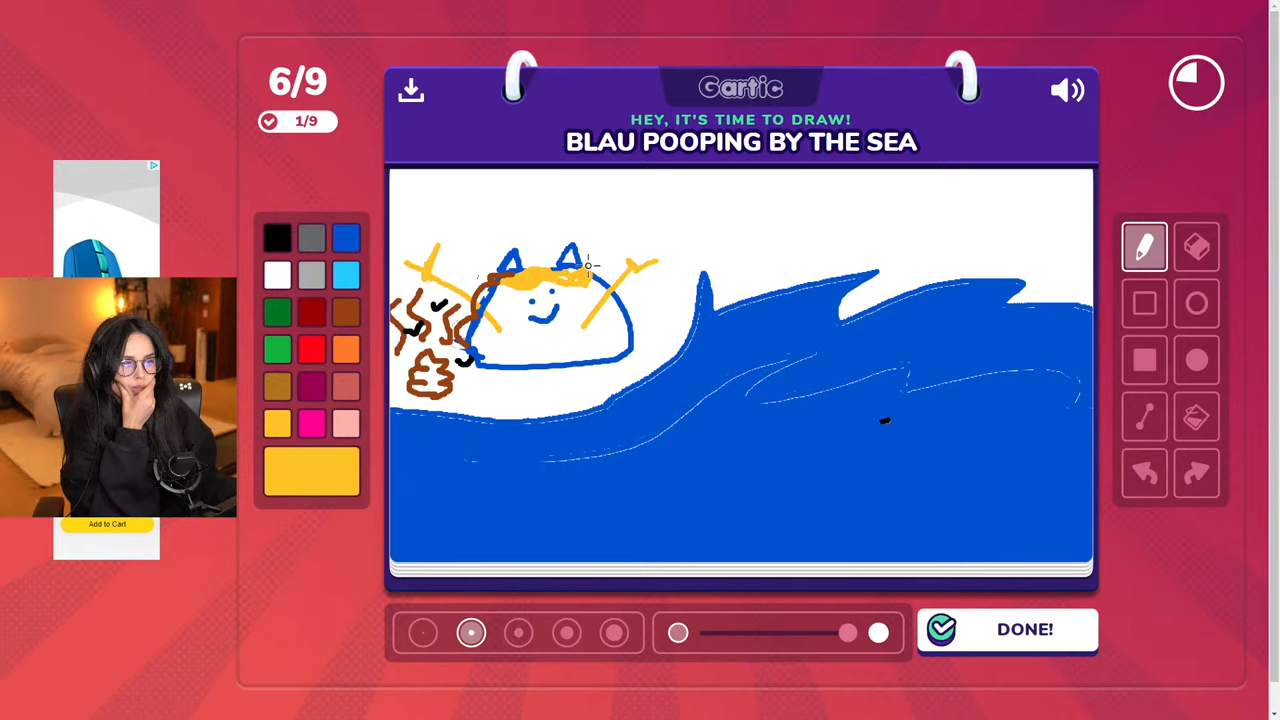 6/9
1/9
Gartic
HEY, IT'S TIME TO DRAW!
BLAU POOPING BY THE SEA
Add to Cart
DONE!